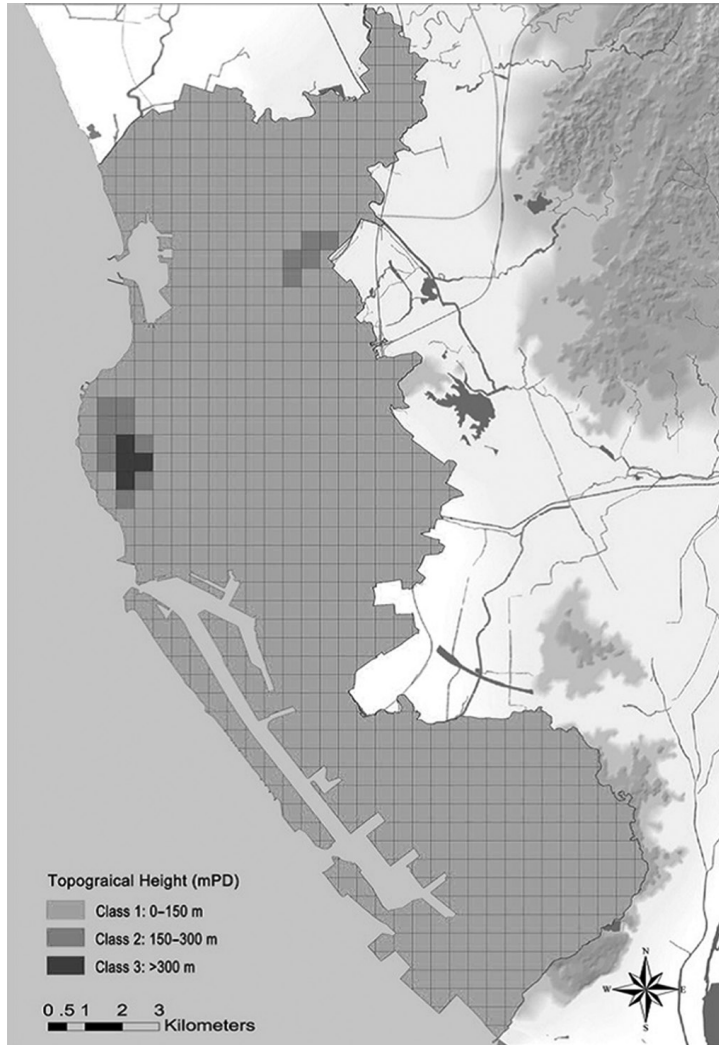 Topograical Height (mPD)
Class 1: 0–150 m
Class 2: 150–300 m
Class 3: >300 m
0 .5 1 2 3
Kilometers
N
W E
S